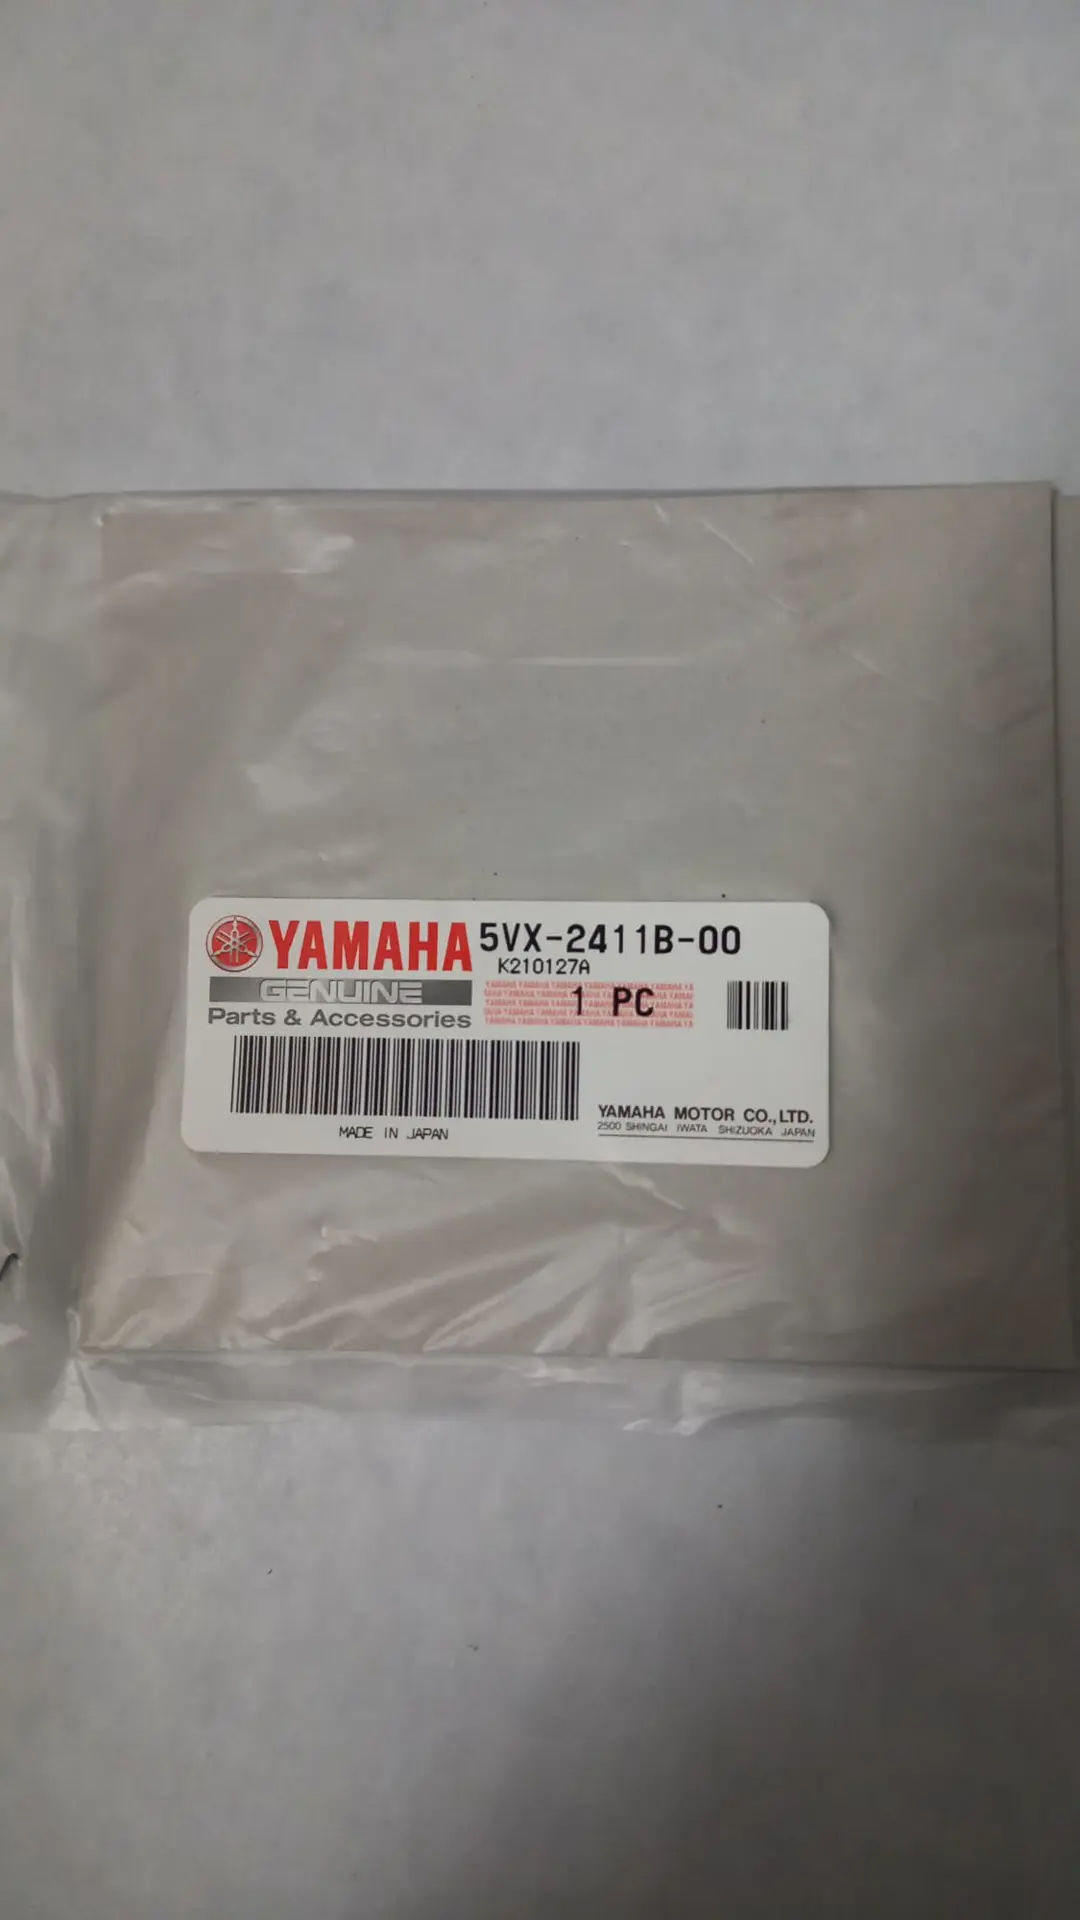 YAMAHA 5VX-2411B-00
K210127A
GENUINE
1 PC
Parts & Accessories
MADE IN JAPAN
YAMAHA MOTOR CO.,LTD.
2500 SHINGAI IWATA SHIZUOKA JAPAN